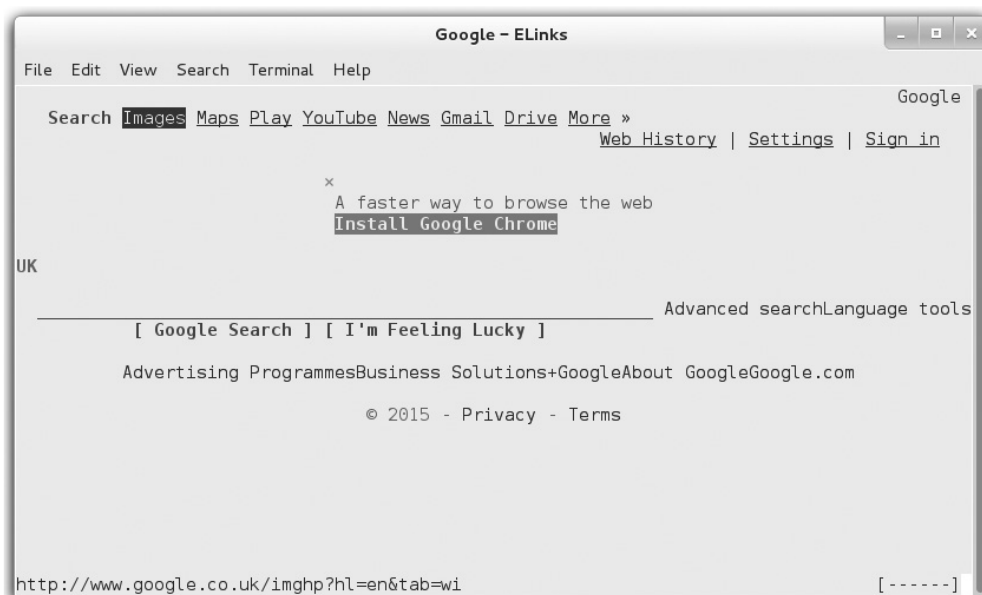 Google – ELinks
File Edit View Search Terminal Help
Google
Search Images Maps Play YouTube News Gmail Drive More »
Web History | Settings | Sign in
×
A faster way to browse the web
Install Google Chrome
UK
Advanced searchLanguage tools
[ Google Search ] [ I'm Feeling Lucky ]
Advertising ProgrammesBusiness Solutions+GoogleAbout GoogleGoogle.com
© 2015 - Privacy - Terms
http://www.google.co.uk/imghp?hl=en&tab=wi [------]